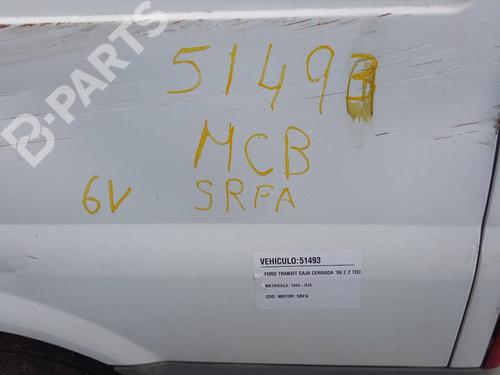 B-PARTS
51493
MCB
6V SRFA
VEHICULO:51493
FORD TRANSIT CAJA CERRADA '06 2.2 TDC
MATRICULA: 1343 -
COD. MOTOR: SRFA